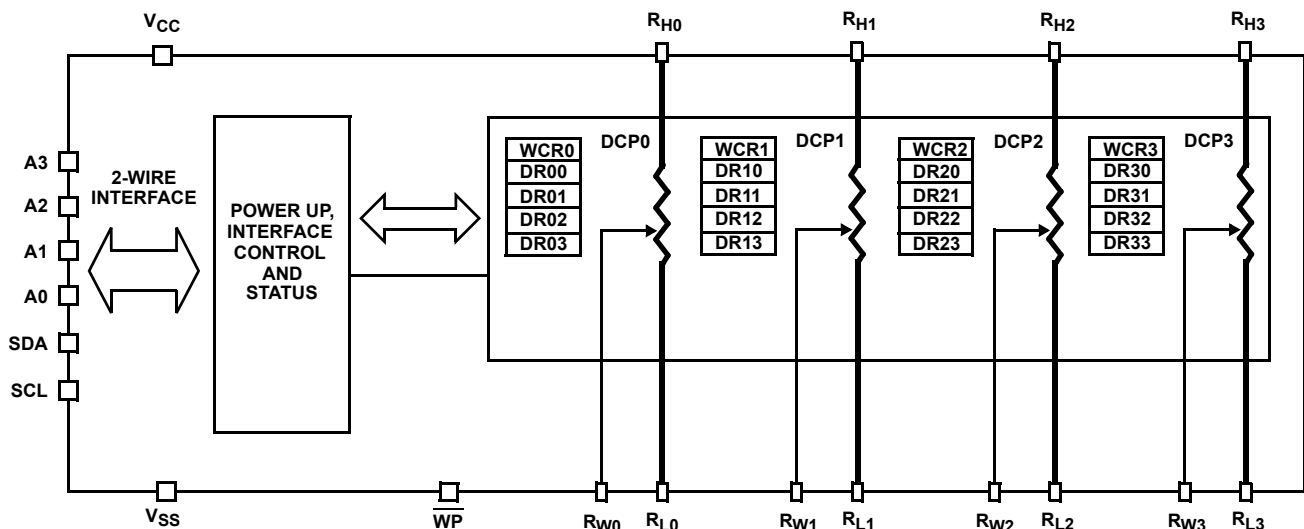 VCC
RH0 RH1 RH2 RH3
A3
A2
A1
A0
SDA
SCL
2-WIRE
INTERFACE
POWER UP,
INTERFACE
CONTROL
AND
STATUS
WCR0
DR00
DR01
DR02
DR03
DCP0
WCR1
DR10
DR11
DR12
DR13
DCP1
WCR2
DR20
DR21
DR22
DR23
DCP2
WCR3
DR30
DR31
DR32
DR33
DCP3
VSS
W̅P̅
RW0 RL0 RW1 RL1 RW2 RL2 RW3 RL3